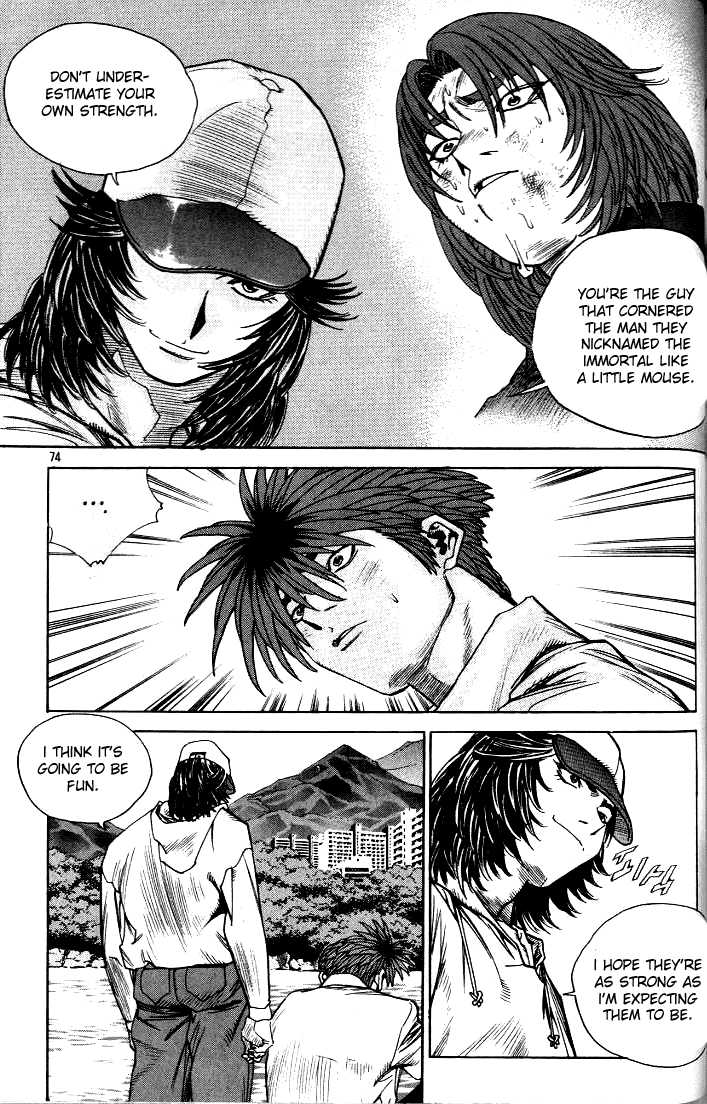 DON'T UNDER-
ESTIMATE YOUR
OWN STRENGTH.
YOU'RE THE GUY
THAT CORNERED
THE MAN THEY
NICKNAMED THE
IMMORTAL LIKE
A LITTLE MOUSE.
74
...
I THINK IT'S
GOING TO BE
FUN.
I HOPE THEY'RE
AS STRONG AS
I'M EXPECTING
THEM TO BE.